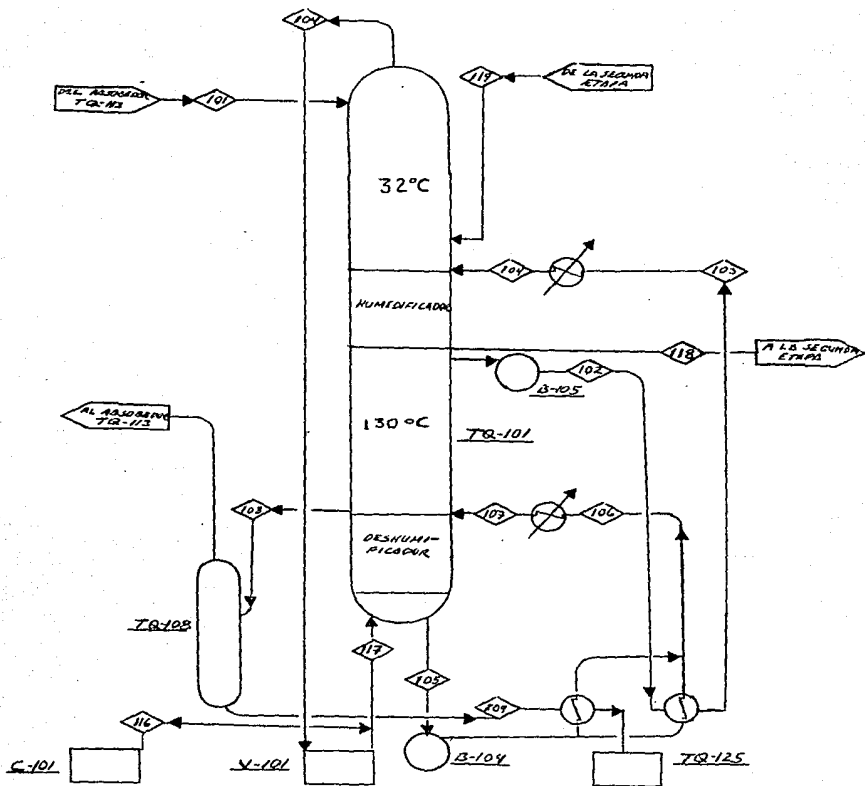 104
119
DE LA SEGUNDA
ETAPA
DEL ABSORBEDOR
TQ-113
101
32°C
104
103
HUMEDIFICADOR
118
A LA SEGUNDA
ETAPA
102
B-105
AL ABSORBEDOR
TQ-113
130°C
TQ-101
108
107
106
DESHUMI-
FICADOR
TQ-108
117
105
109
116
C-101
V-101
B-104
TQ-125